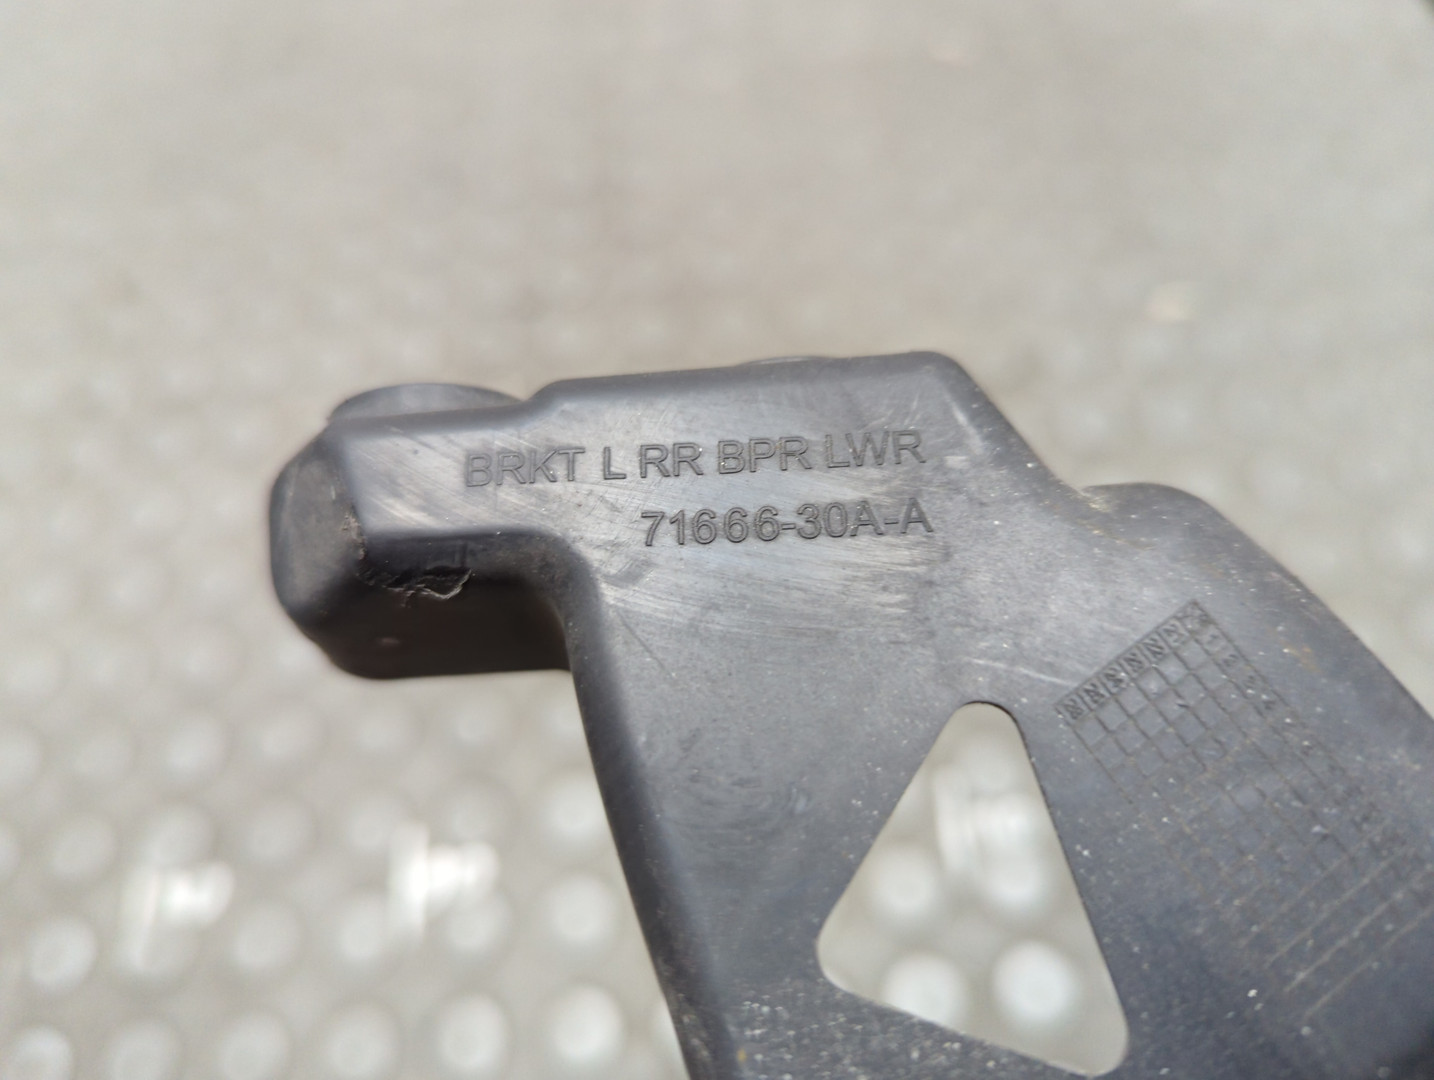 BRKT L RR BPR LWR
71666-30A-A